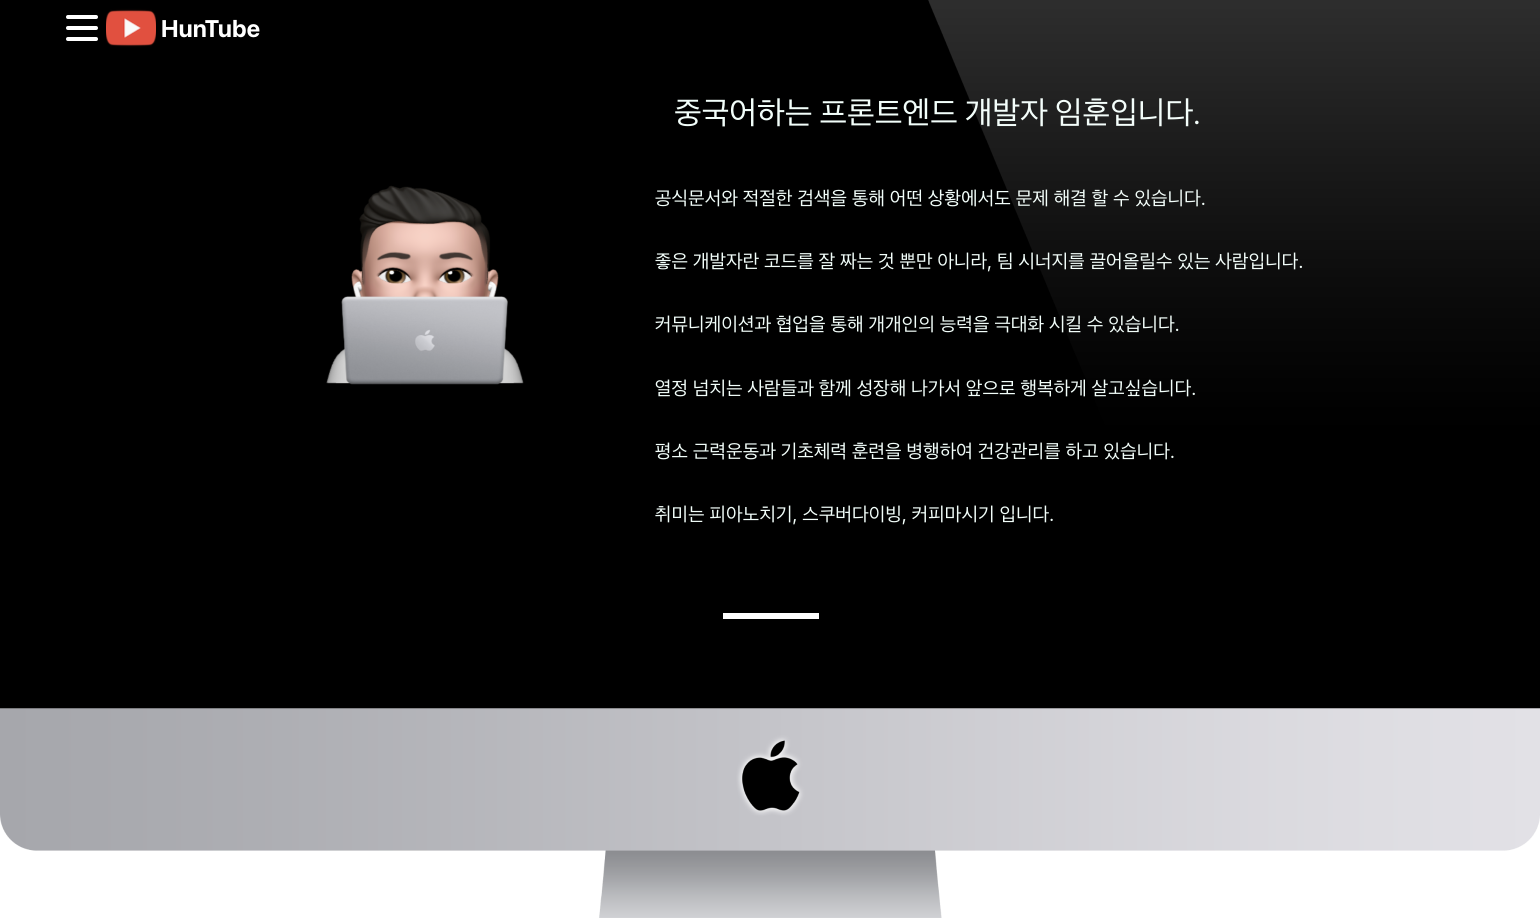 HunTube
중국어하는 프론트엔드 개발자 임훈입니다.
공식문서와 적절한 검색을 통해 어떤 상황에서도 문제 해결 할 수 있습니다.
좋은 개발자란 코드를 잘 짜는 것 뿐만 아니라, 팀 시너지를 끌어올릴수 있는 사람입니다.
커뮤니케이션과 협업을 통해 개개인의 능력을 극대화 시킬 수 있습니다.
열정 넘치는 사람들과 함께 성장해 나가서 앞으로 행복하게 살고싶습니다.
평소 근력운동과 기초체력 훈련을 병행하여 건강관리를 하고 있습니다.
취미는 피아노치기, 스쿠버다이빙, 커피마시기 입니다.